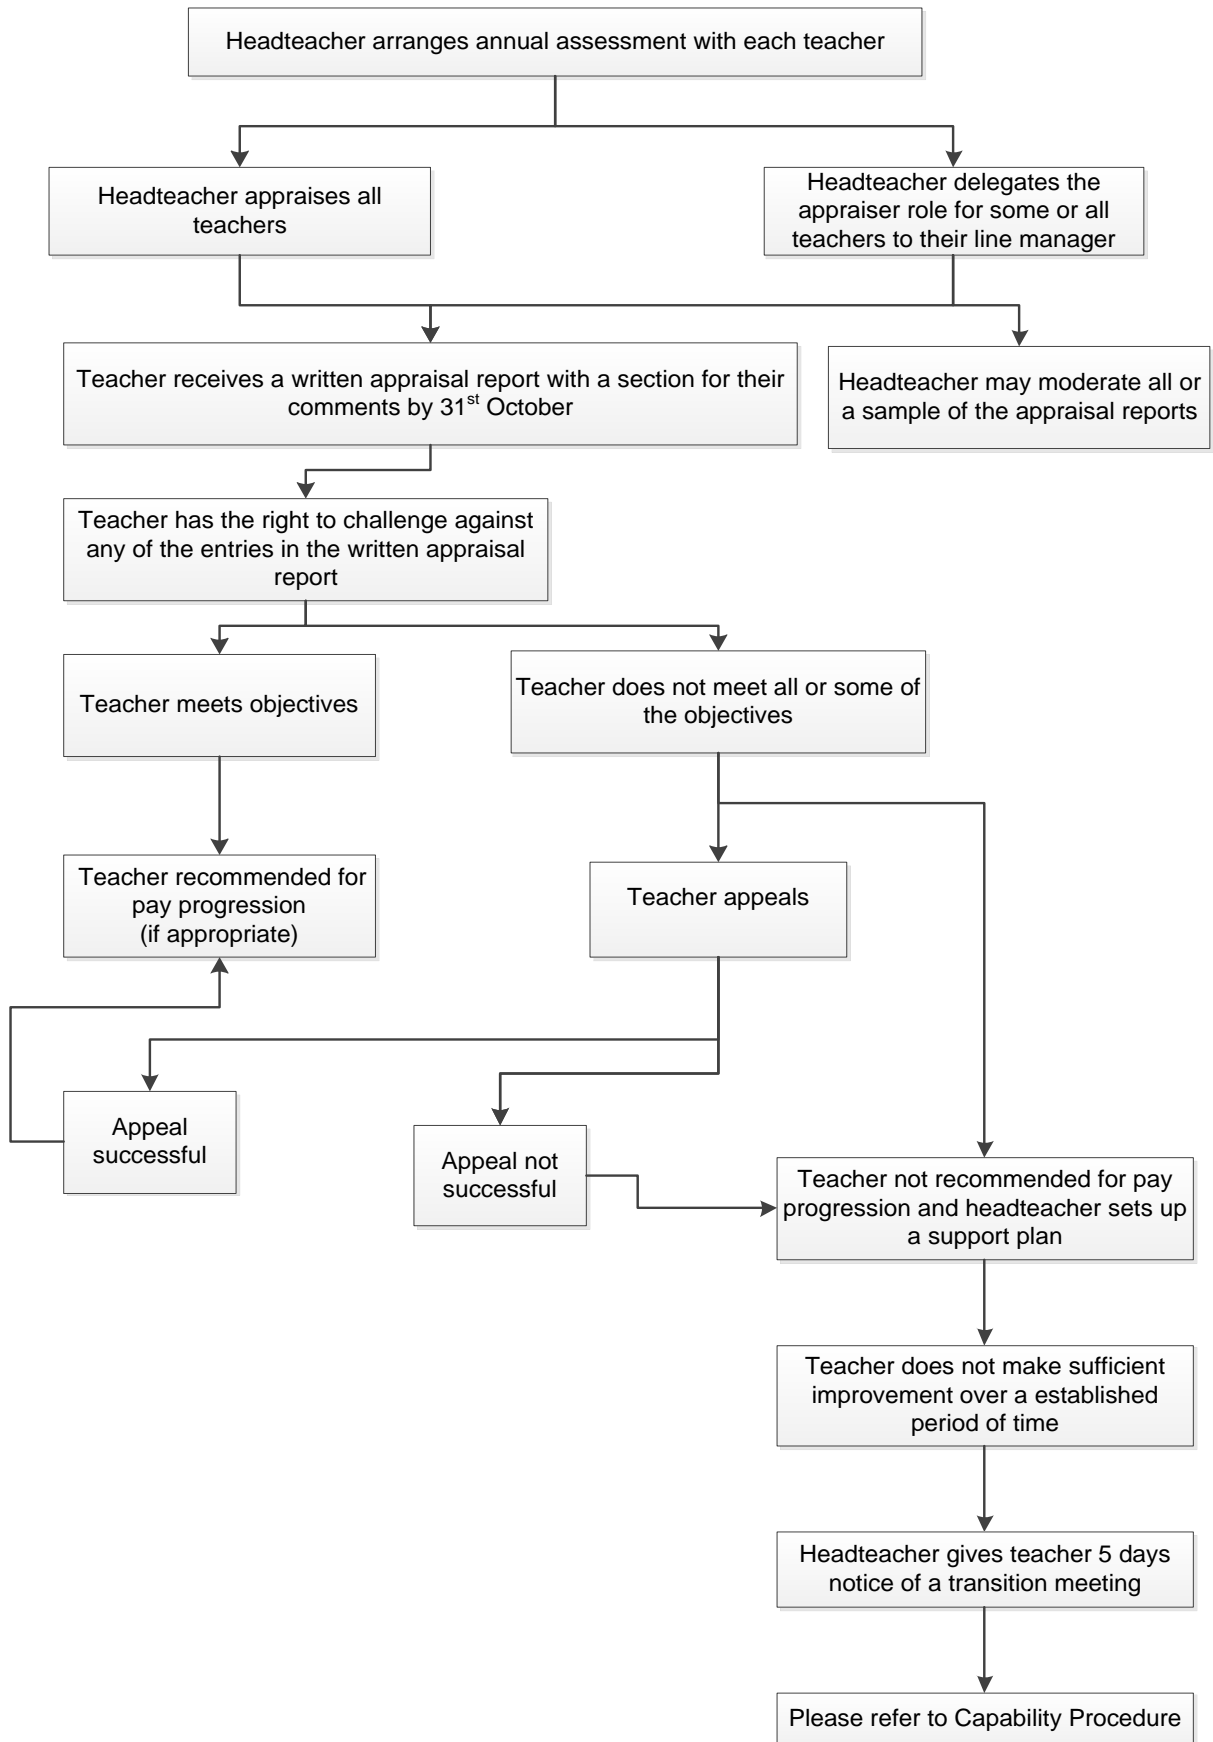 Headteacher arranges annual assessment with each teacher
Headteacher appraises all
teachers
Headteacher delegates the
appraiser role for some or all
teachers to their line manager
Teacher receives a written appraisal report with a section for their
comments by 31st October
Headteacher may moderate all or
a sample of the appraisal reports
Teacher has the right to challenge against
any of the entries in the written appraisal
report
Teacher meets objectives
Teacher does not meet all or some of
the objectives
Teacher recommended for
pay progression
(if appropriate)
Teacher appeals
Appeal
successful
Appeal not
successful
Teacher not recommended for pay
progression and headteacher sets up
a support plan
Teacher does not make sufficient
improvement over a established
period of time
Headteacher gives teacher 5 days
notice of a transition meeting
Please refer to Capability Procedure